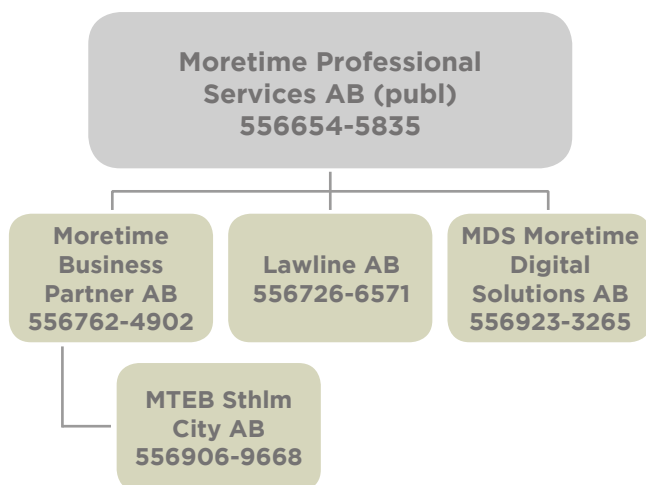 Moretime Professional
Services AB (publ)
556654-5835
Moretime
Business
Partner AB
556762-4902
Lawline AB
556726-6571
MDS Moretime
Digital
Solutions AB
556923-3265
MTEB Sthlm
City AB
556906-9668